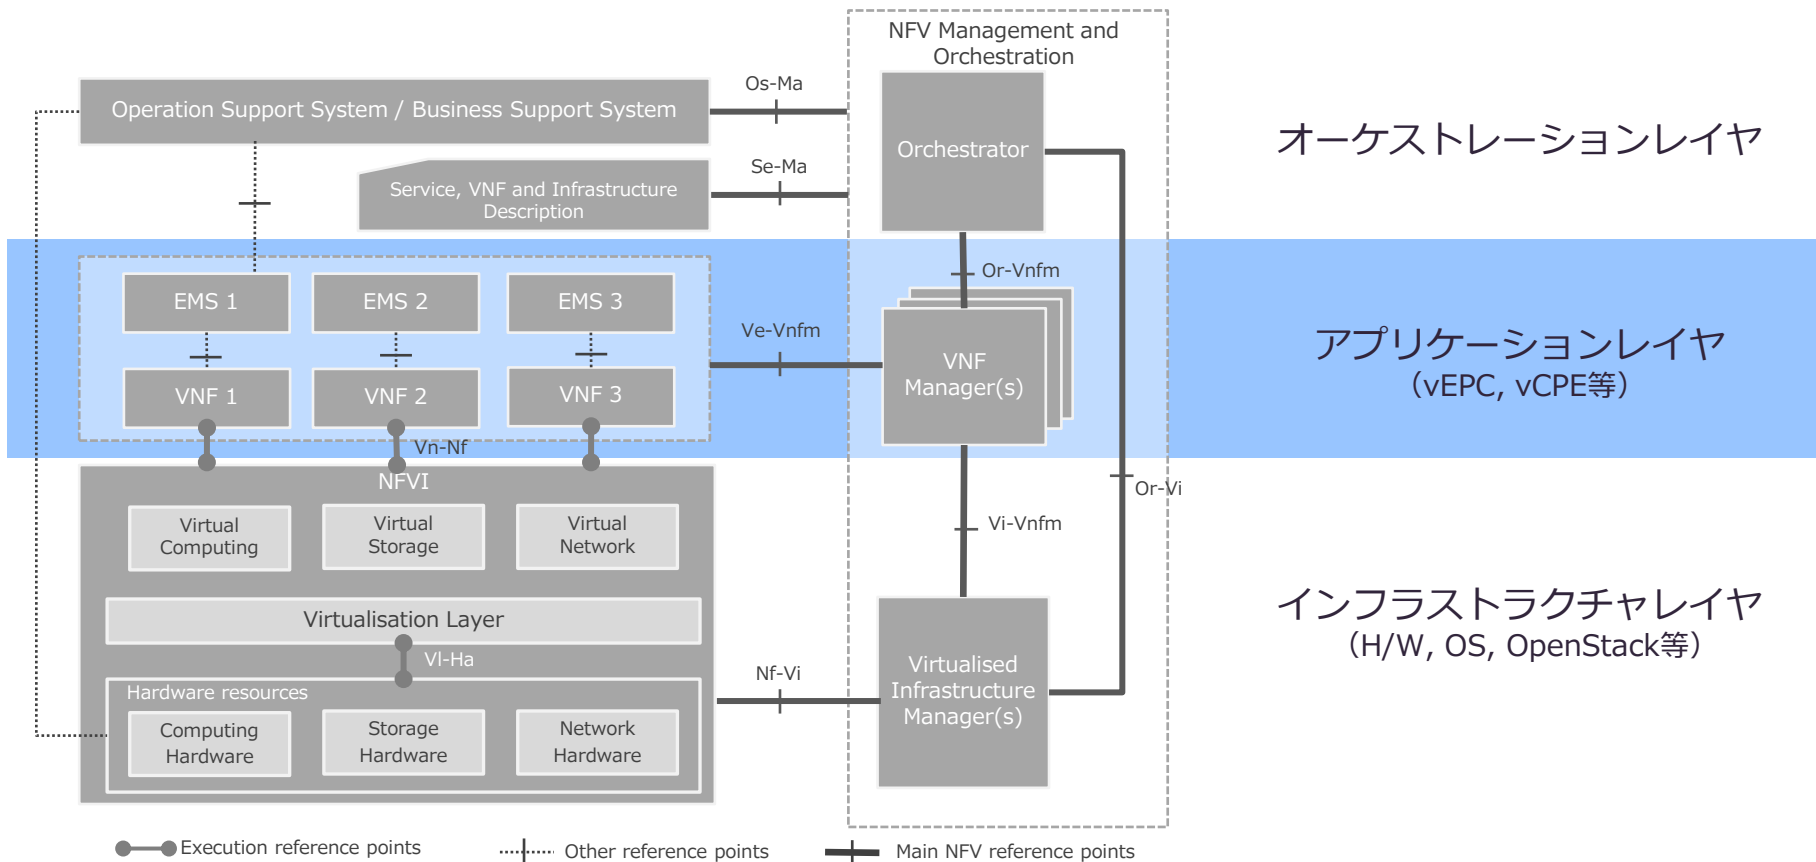 NFV Management and
Orchestration
Os-Ma
Operation Support System / Business Support System
Orchestrator
オーケストレーションレイヤ
Se-Ma
Service, VNF and Infrastructure
Description
Or-Vnfm
EMS 1
EMS 2
EMS 3
Ve-Vnfm
VNF
Manager(s)
アプリケーションレイヤ
（vEPC, vCPE等）
VNF 1
VNF 2
VNF 3
Vn-Nf
NFVI
Or-Vi
Virtual
Computing
Virtual
Storage
Virtual
Network
Vi-Vnfm
Virtualisation Layer
インフラストラクチャレイヤ
（H/W, OS, OpenStack等）
Vl-Ha
Nf-Vi
Virtualised
Infrastructure
Manager(s)
Hardware resources
Computing
Hardware
Storage
Hardware
Network
Hardware
Execution reference points
Other reference points
Main NFV reference points